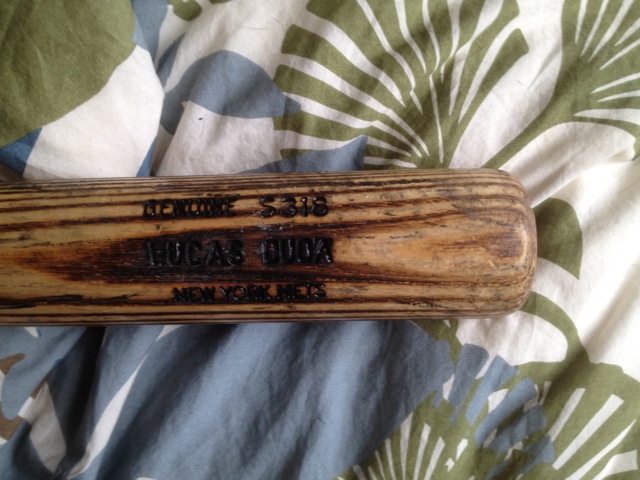 GENUINE S318
LUCAS DUDA
NEW YORK METS